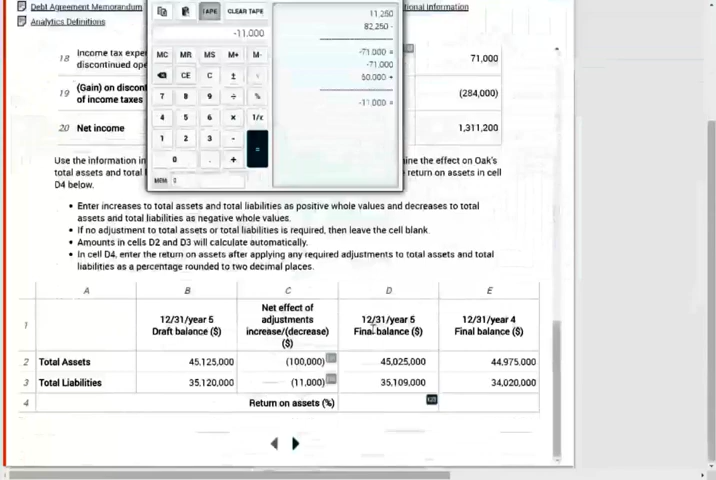 Debt Agreement Memorandum
tional Information
Analytics Definitions
TAPE
CLEAR TAPE
-11,000
MC MR MS M+ M-
CE C ±
%
7 8 9 ÷
4 5 6 × 1/x
1 2 3 - =
0 . +
MEM
11,250
82,250 -
-71,000 =
-71,000
60,000 +
-11,000 =
18 Income tax expe
discontinued ope
71,000
19 (Gain) on discont
of income taxes
(284,000)
20 Net income 1,311,200
Use the information in
ine the effect on Oak's
total assets and total l
return on assets in cell
D4 below.
• Enter increases to total assets and total liabilities as positive whole values and decreases to total
assets and total liabilities as negative whole values.
• If no adjustment to total assets or total liabilities is required, then leave the cell blank.
• Amounts in cells D2 and D3 will calculate automatically.
• In cell D4, enter the return on assets after applying any required adjustments to total assets and total
liabilities as a percentage rounded to two decimal places.
A B C D E
1
12/31/year 5
Draft balance ($)
Net effect of
adjustments
increase/(decrease)
($)
12/31/year 5
Final balance ($)
12/31/year 4
Final balance ($)
2 Total Assets 45,125,000 (100,000) 45,025,000 44,975,000
3 Total Liabilities 35,120,000 (11,000) 35,109,000 34,020,000
4 Return on assets (%)